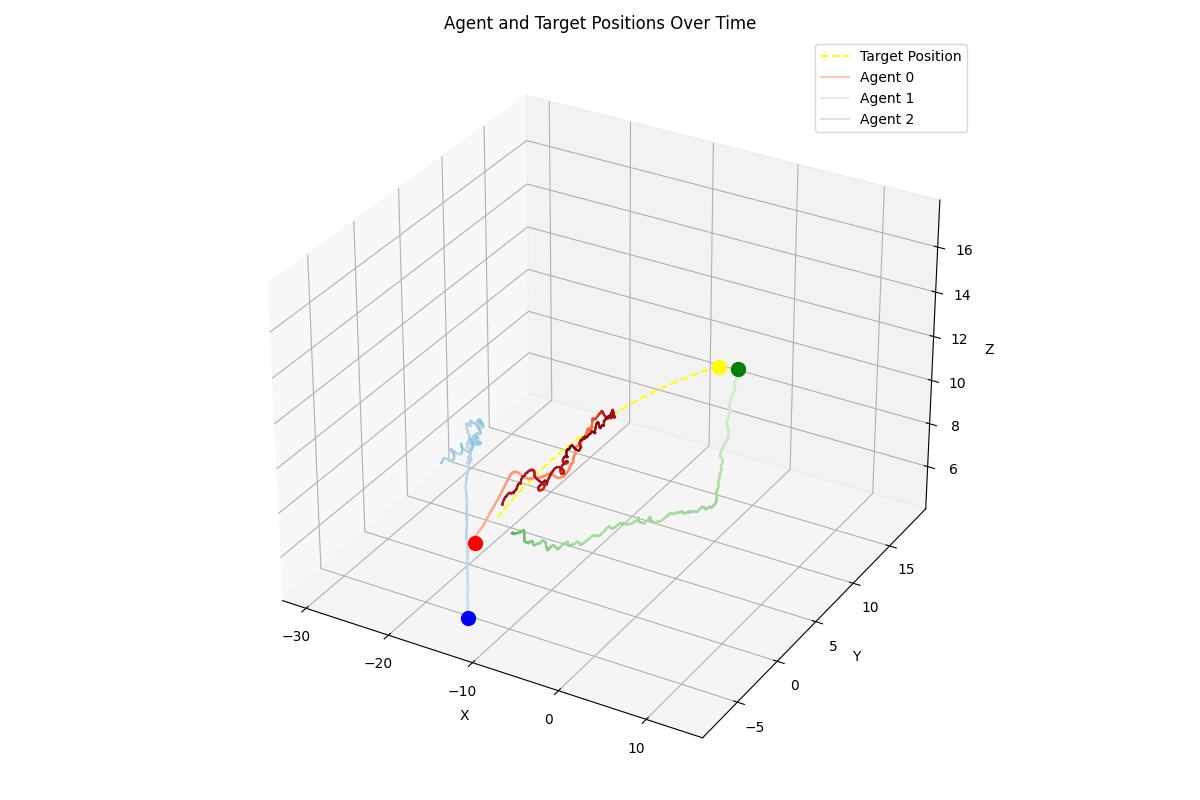 Agent and Target Positions Over Time
Target Position
Agent 0
Agent 1
Agent 2
16
14
12
10
8
6
Z
−30
−20
−10
0
10
X
−5
0
5
10
15
Y